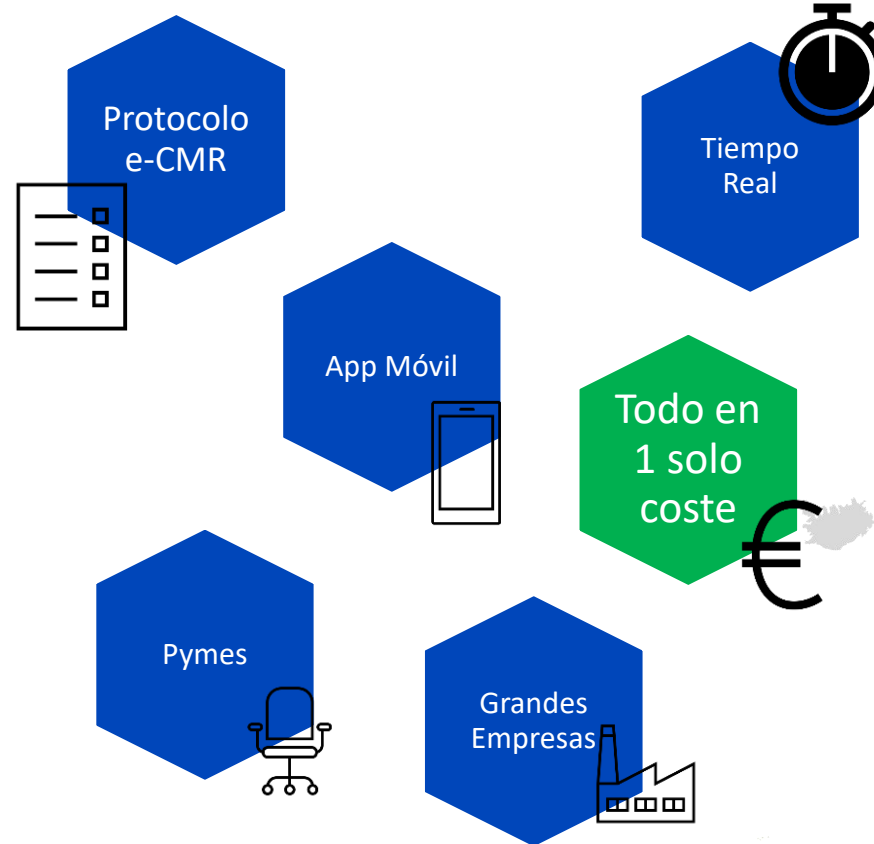 Protocolo
e-CMR
Tiempo
Real
App Móvil
Todo en
1 solo
coste
Pymes
Grandes
Empresas